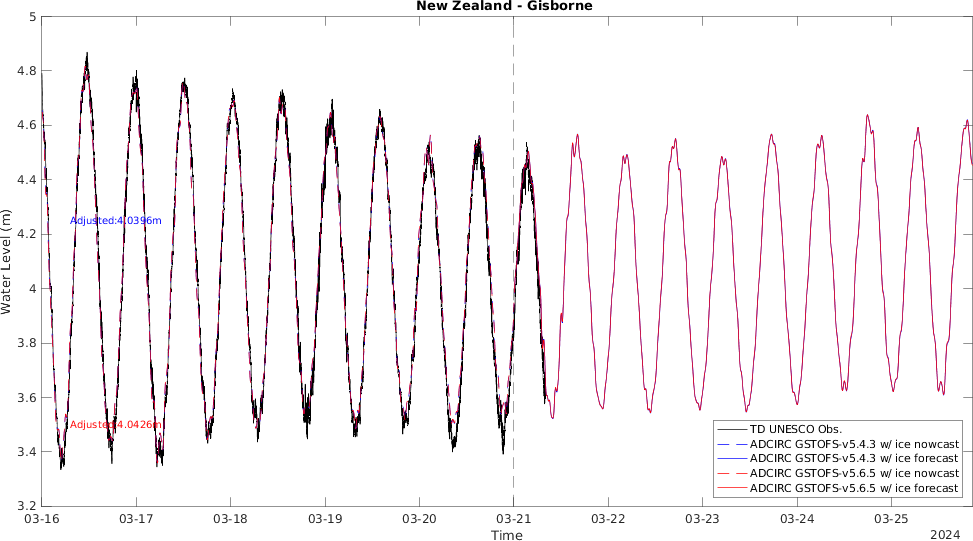 New Zealand - Gisborne
Water Level (m)
5
4.8
4.6
4.4
4.2
4
3.8
3.6
3.4
3.2
Adjusted:4.0396m
Adjusted:4.0426m
TD UNESCO Obs.
ADCIRC GSTOFS-v5.4.3 w/ ice nowcast
ADCIRC GSTOFS-v5.4.3 w/ ice forecast
ADCIRC GSTOFS-v5.6.5 w/ ice nowcast
ADCIRC GSTOFS-v5.6.5 w/ ice forecast
03-16 03-17 03-18 03-19 03-20 03-21 03-22 03-23 03-24 03-25
Time
2024